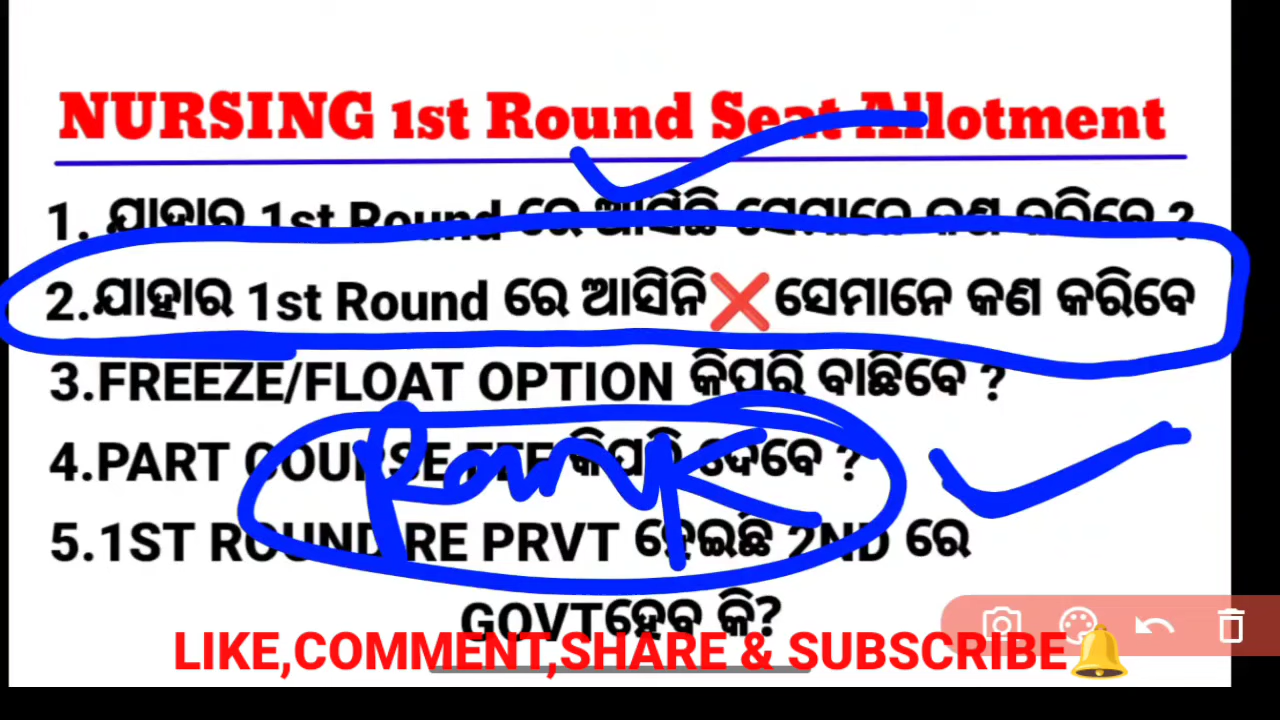 NURSING 1st Round Seat Allotment
1. ଯାହାର 1st Round ରେ ଆସିଛି ସେମାନେ କଣ କରିବେ ?
2.ଯାହାର 1st Round ରେ ଆସିନି❌ସେମାନେ କଣ କରିବେ
3.FREEZE/FLOAT OPTION କିପରି ବାଛିବେ ?
4.PART COURSE FEE କିପରି ଦେବେ ?
Rank
5.1ST ROUND RE PRVT ହେଇଛି 2ND ରେ
GOVTହେବ କି?
LIKE,COMMENT,SHARE & SUBSCRIBE🔔